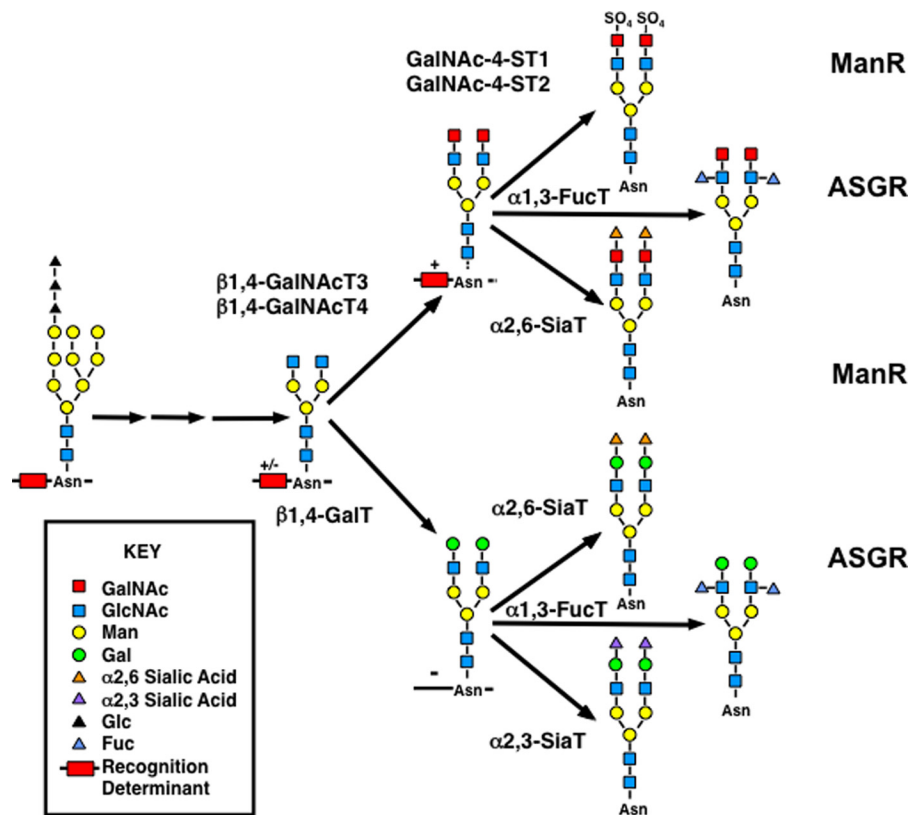 SO₄ SO₄
GalNAc-4-ST1
GalNAc-4-ST2
ManR
Asn
α1,3-FucT
ASGR
+
Asn
Asn
β1,4-GalNAcT3
β1,4-GalNAcT4
α2,6-SiaT
Asn
ManR
+/-
Asn
Asn
β1,4-GalT
α2,6-SiaT
ASGR
Asn
α1,3-FucT
-
Asn
Asn
α2,3-SiaT
Asn
KEY
GalNAc
GlcNAc
Man
Gal
α2,6 Sialic Acid
α2,3 Sialic Acid
Glc
Fuc
Recognition
Determinant